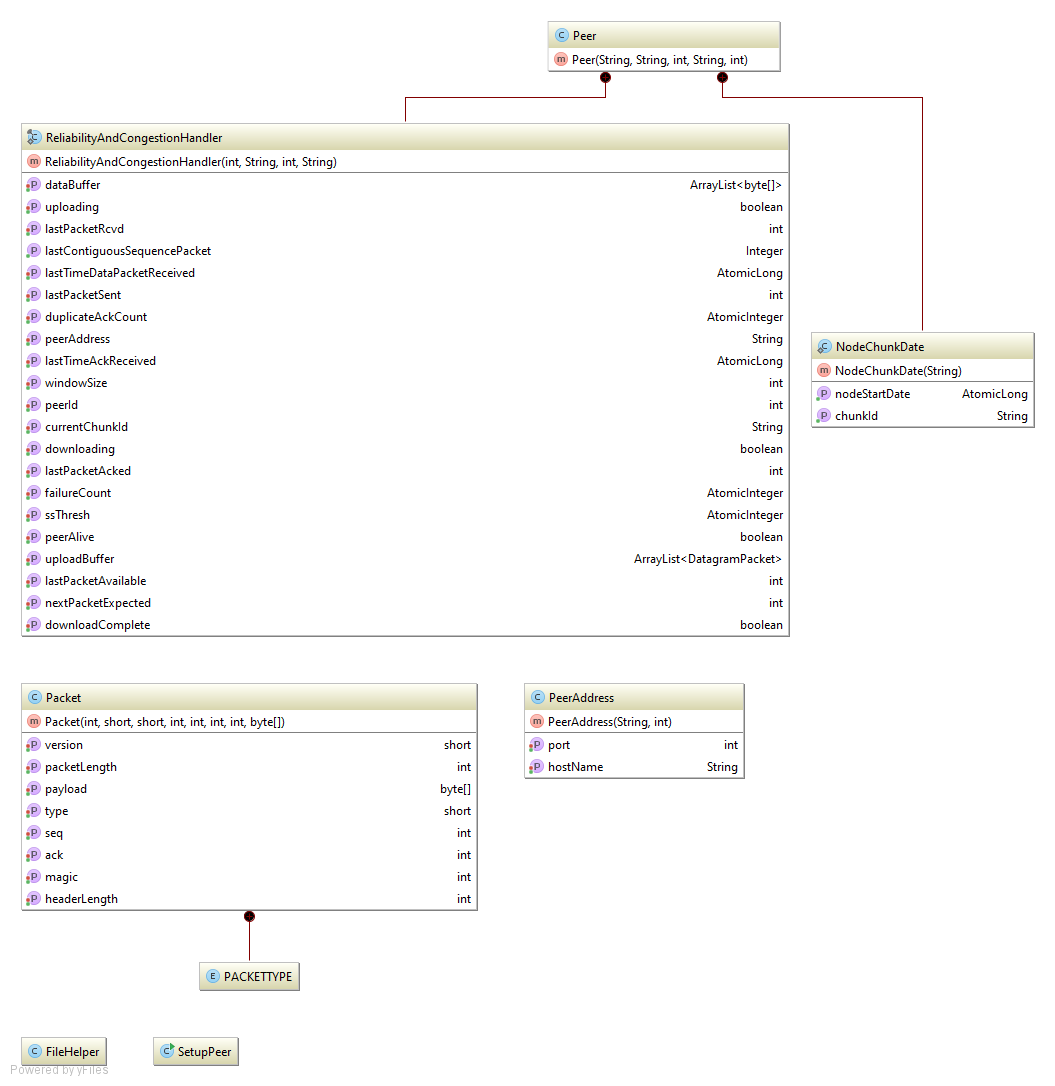 Peer
Peer(String, String, int, String, int)
ReliabilityAndCongestionHandler
ReliabilityAndCongestionHandler(int, String, int, String)
dataBuffer ArrayList<byte[]>
uploading boolean
lastPacketRcvd int
lastContiguousSequencePacket Integer
lastTimeDataPacketReceived AtomicLong
lastPacketSent int
duplicateAckCount AtomicInteger
peerAddress String
lastTimeAckReceived AtomicLong
windowSize int
peerId int
currentChunkId String
downloading boolean
lastPacketAcked int
failureCount AtomicInteger
ssThresh AtomicInteger
peerAlive boolean
uploadBuffer ArrayList<DatagramPacket>
lastPacketAvailable int
nextPacketExpected int
downloadComplete boolean
NodeChunkDate
NodeChunkDate(String)
nodeStartDate AtomicLong
chunkId String
Packet
Packet(int, short, short, int, int, int, int, byte[])
version short
packetLength int
payload byte[]
type short
seq int
ack int
magic int
headerLength int
PeerAddress
PeerAddress(String, int)
port int
hostName String
PACKETTYPE
FileHelper
SetupPeer
Powered by yFiles